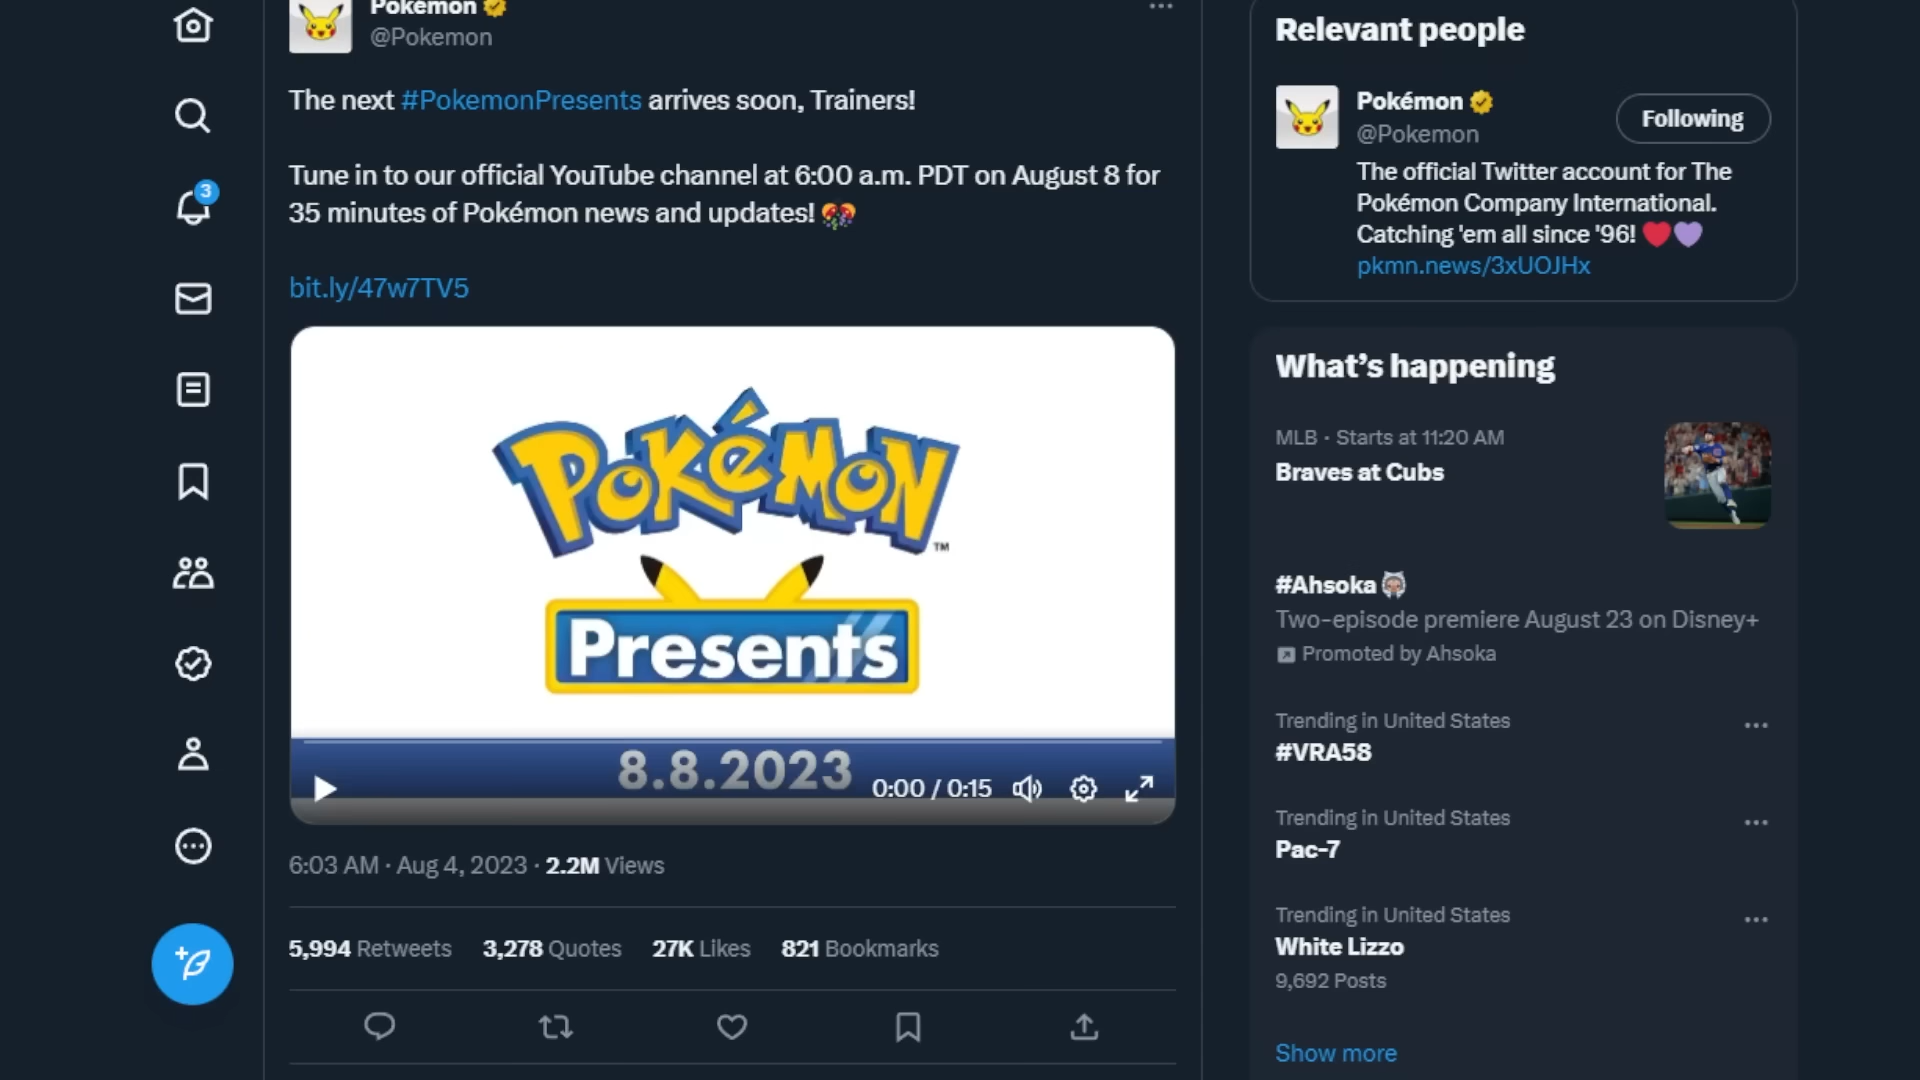 Pokémon
@Pokemon
The next #PokemonPresents arrives soon, Trainers!
Tune in to our official YouTube channel at 6:00 a.m. PDT on August 8 for
35 minutes of Pokémon news and updates!
bit.ly/47w7TV5
POKéMON
TM
Presents
8.8.2023
0:00 / 0:15
6:03 AM · Aug 4, 2023 · 2.2M Views
5,994 Retweets 3,278 Quotes 27K Likes 821 Bookmarks
3
Relevant people
Pokémon
@Pokemon
Following
The official Twitter account for The
Pokémon Company International.
Catching 'em all since '96!
pkmn.news/3xUOJHx
What's happening
MLB · Starts at 11:20 AM
Braves at Cubs
#Ahsoka
Two-episode premiere August 23 on Disney+
Promoted by Ahsoka
Trending in United States
#VRA58
Trending in United States
Pac-7
Trending in United States
White Lizzo
9,692 Posts
Show more